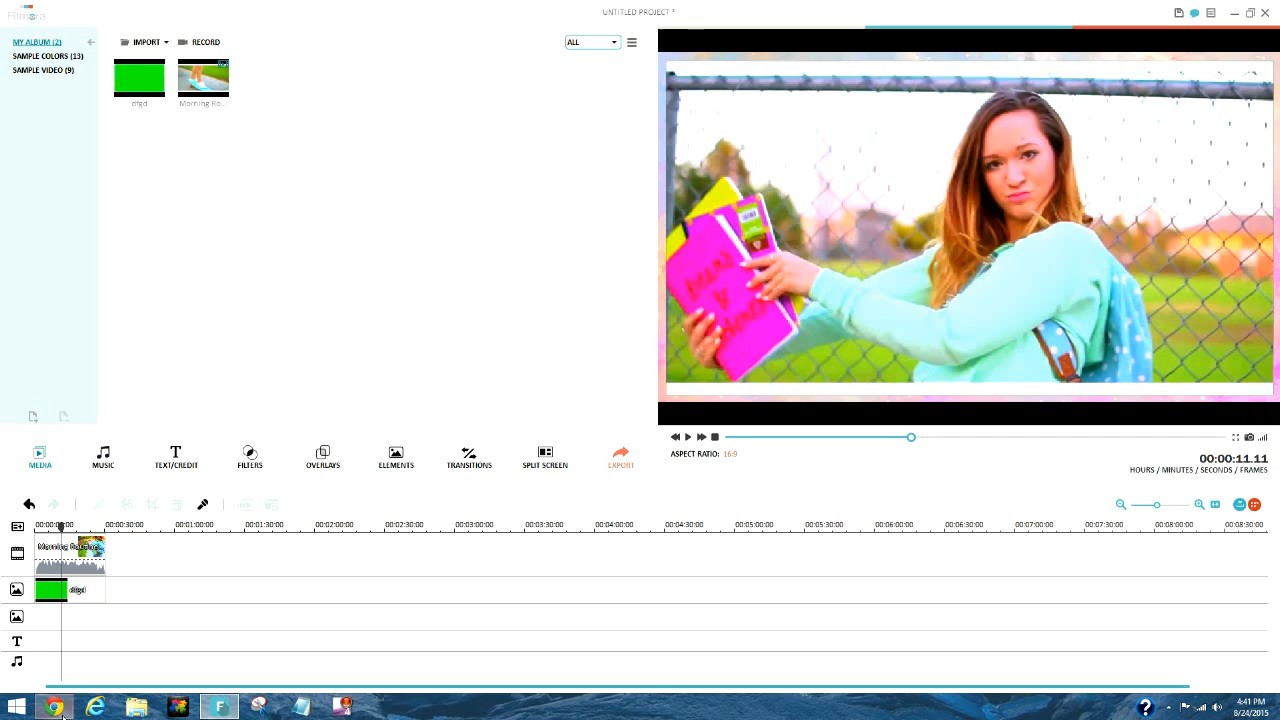 Filmora
UNTITLED PROJECT *
MY ALBUM (2)
SAMPLE COLORS (13)
SAMPLE VIDEO (9)
IMPORT
RECORD
ALL
dfgd
Morning Ro...
MEDIA
MUSIC
TEXT/CREDIT
FILTERS
OVERLAYS
ELEMENTS
TRANSITIONS
SPLIT SCREEN
EXPORT
ASPECT RATIO: 16:9
00:00:11.11
HOURS / MINUTES / SECONDS / FRAMES
00:00:30:00 00:01:00:00 00:01:30:00 00:02:00:00 00:02:30:00 00:03:00:00 00:03:30:00 00:04:00:00 00:04:30:00 00:05:00:00 00:05:30:00 00:06:00:00 00:06:30:00 00:07:00:00 00:07:30:00 00:08:00:00 00:08:30:00
Morning Routine
dfgd
T
F
?
4:41 PM
8/24/2015